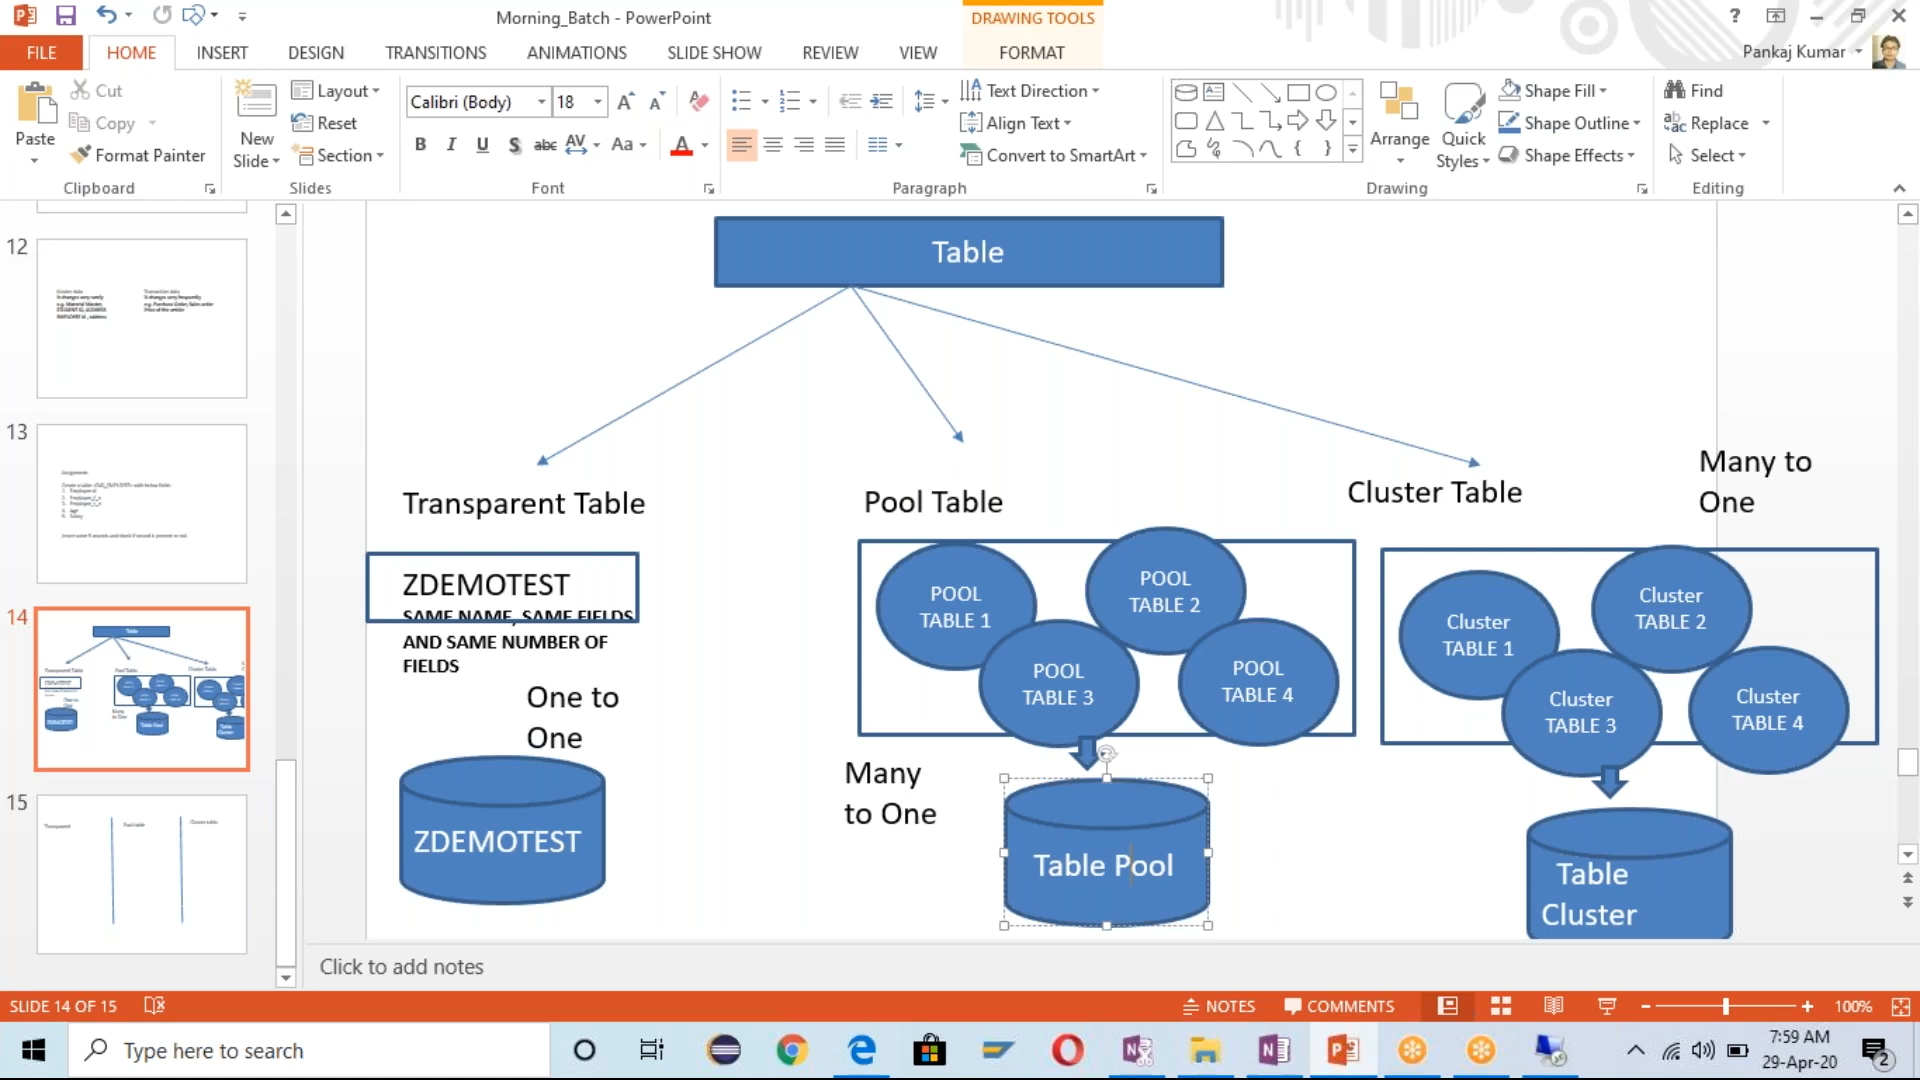 Morning_Batch - PowerPoint
DRAWING TOOLS
?
FILE
HOME
INSERT
DESIGN
TRANSITIONS
ANIMATIONS
SLIDE SHOW
REVIEW
VIEW
FORMAT
Pankaj Kumar
Paste
Cut
Copy
Format Painter
Clipboard
New
Slide
Layout
Reset
Section
Slides
Calibri (Body)
18
B I U S abc AV Aa A
Font
Text Direction
Align Text
Convert to SmartArt
Paragraph
Arrange
Quick
Styles
Shape Fill
Shape Outline
Shape Effects
Drawing
Find
Replace
Select
Editing
12
13
14
15
Table
Transparent Table
Pool Table
Cluster Table
Many to
One
ZDEMOTEST
SAME NAME, SAME FIELDS
AND SAME NUMBER OF
FIELDS
One to
One
ZDEMOTEST
POOL
TABLE 1
POOL
TABLE 2
POOL
TABLE 3
POOL
TABLE 4
Many
to One
Table Pool
Cluster
TABLE 1
Cluster
TABLE 2
Cluster
TABLE 3
Cluster
TABLE 4
Table
Cluster
Click to add notes
SLIDE 14 OF 15
NOTES
COMMENTS
100%
Type here to search
7:59 AM
29-Apr-20
2